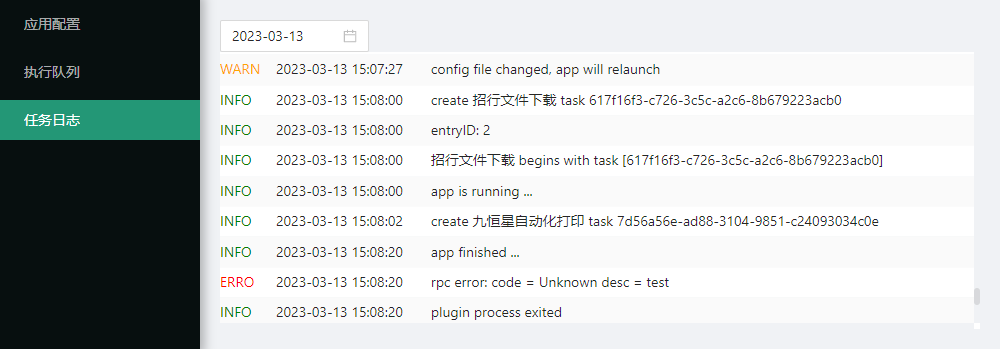 应用配置
执行队列
任务日志
2023-03-13
WARN 2023-03-13 15:07:27 config file changed, app will relaunch
INFO 2023-03-13 15:08:00 create 招行文件下载 task 617f16f3-c726-3c5c-a2c6-8b679223acb0
INFO 2023-03-13 15:08:00 entryID: 2
INFO 2023-03-13 15:08:00 招行文件下载 begins with task [617f16f3-c726-3c5c-a2c6-8b679223acb0]
INFO 2023-03-13 15:08:00 app is running ...
INFO 2023-03-13 15:08:02 create 九恒星自动化打印 task 7d56a56e-ad88-3104-9851-c24093034c0e
INFO 2023-03-13 15:08:20 app finished ...
ERRO 2023-03-13 15:08:20 rpc error: code = Unknown desc = test
INFO 2023-03-13 15:08:20 plugin process exited